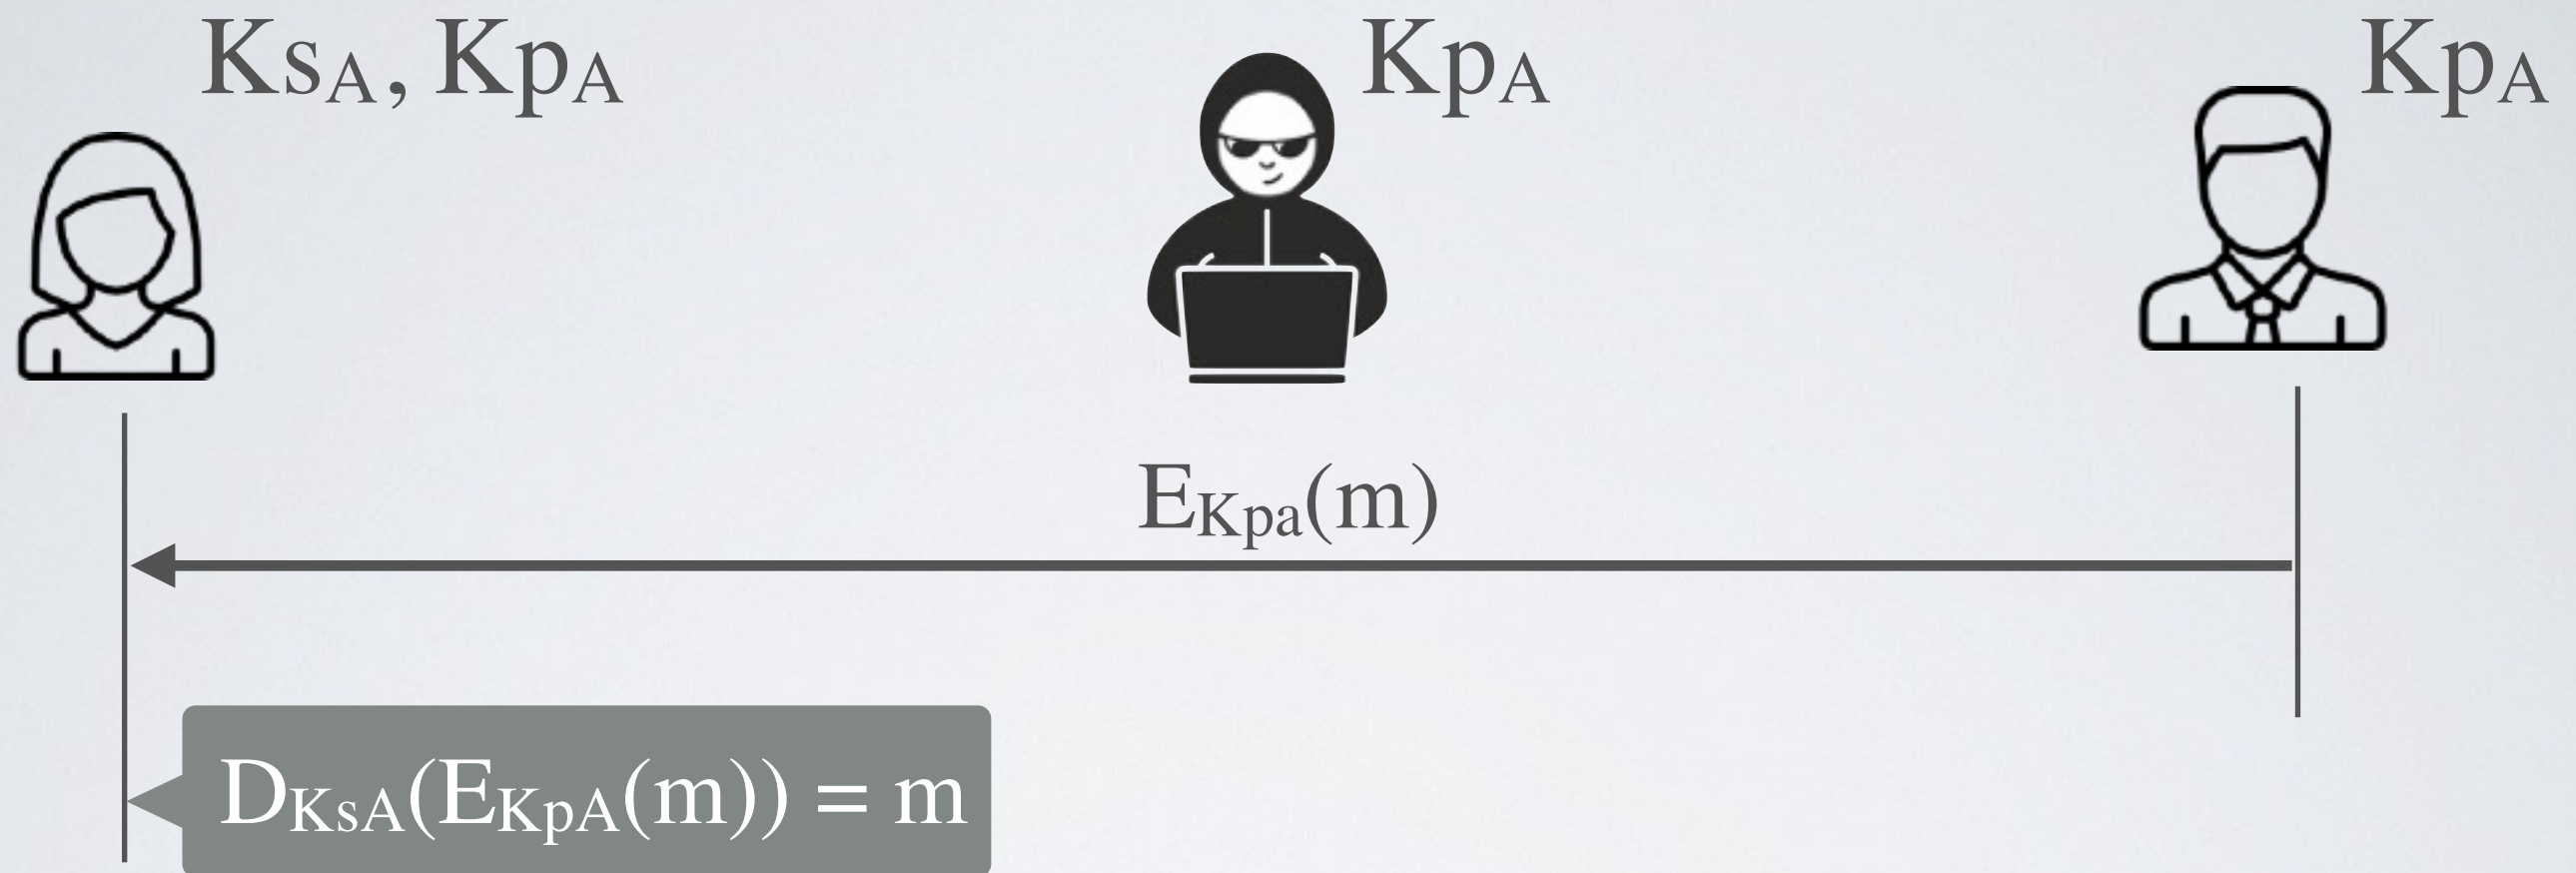 KsA, KpA
KpA
KpA
EKpa(m)
DKsA(EKpA(m)) = m